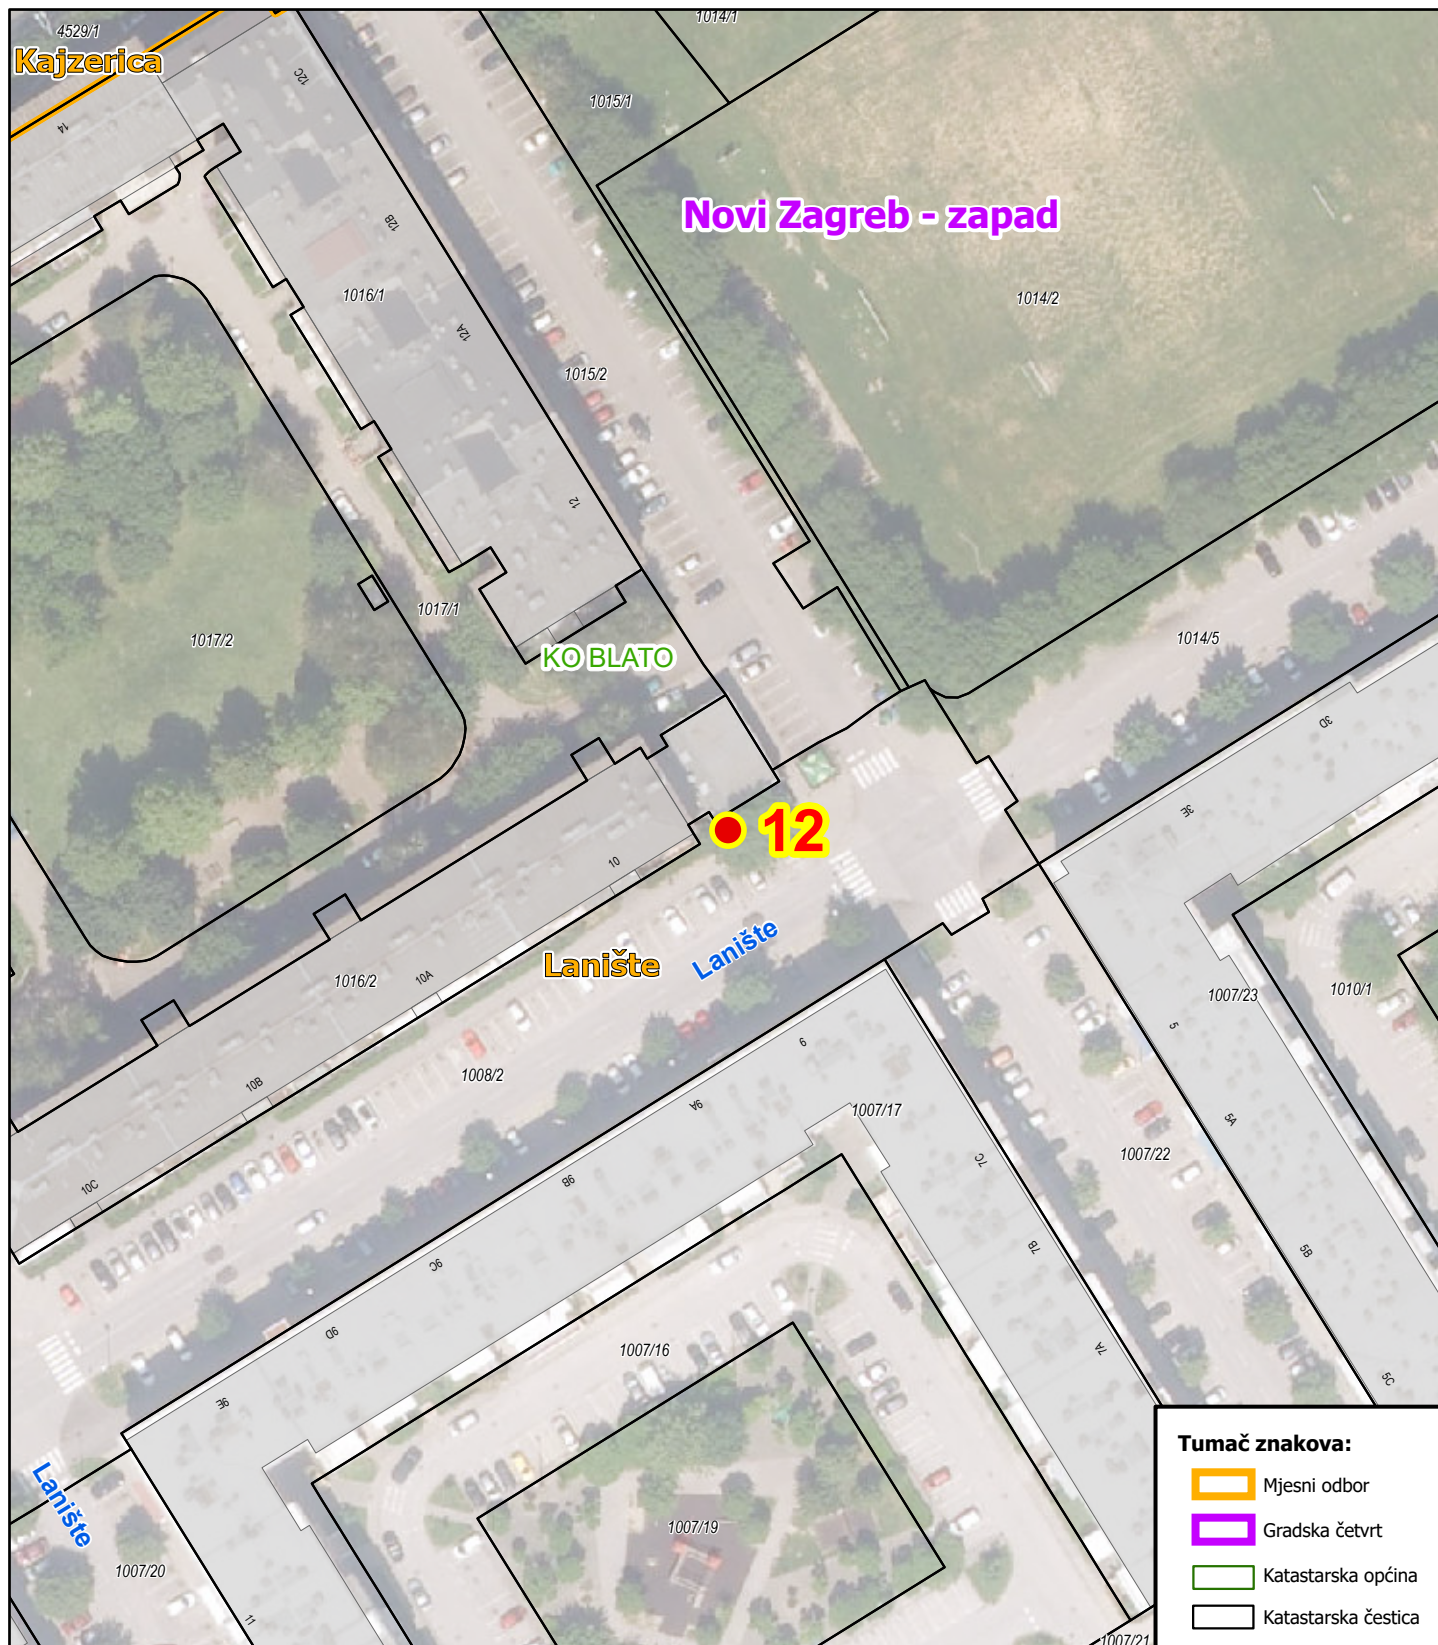 4529/1
1014/1
Kajzerica
12C
1015/1
14
12B
Novi Zagreb - zapad
1016/1
1014/2
12A
1015/2
12
1017/1
1017/2
1014/5
KO BLATO
3D
3E
12
10
Lanište
Lanište
10A
1016/2
1007/23
1010/1
5
9
1008/2
10B
9A
1007/17
5A
1007/22
7C
9B
10C
7B
5B
9C
9D
1007/16
7A
5C
9E
Tumač znakova:
Mjesni odbor
Lanište
Gradska četvrt
1007/19
1007/20
Katastarska općina
11
Katastarska čestica
1007/21